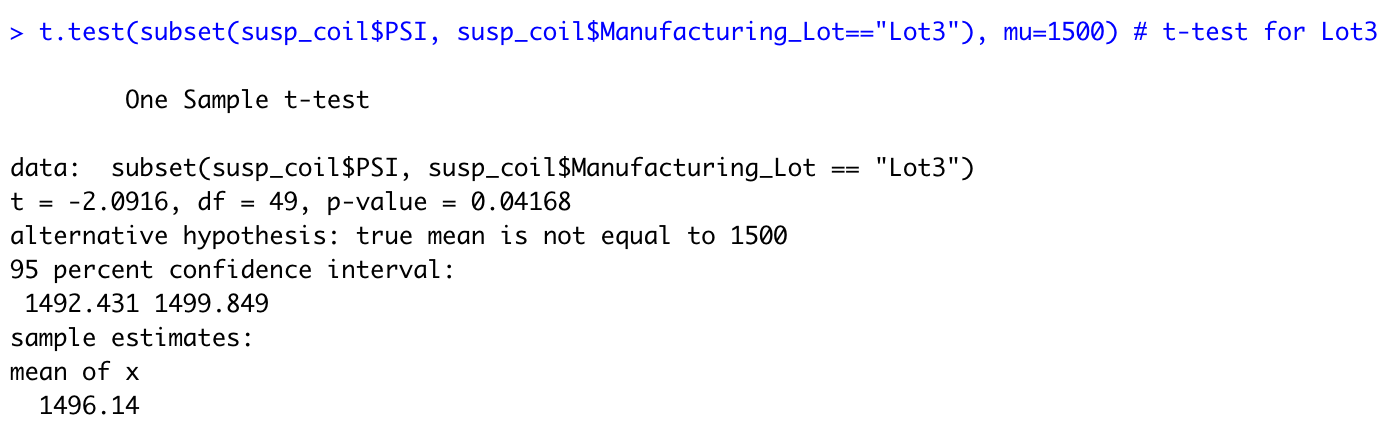 > t.test(subset(susp_coil$PSI, susp_coil$Manufacturing_Lot=="Lot3"), mu=1500) # t-test for Lot3
One Sample t-test
data:  subset(susp_coil$PSI, susp_coil$Manufacturing_Lot == "Lot3")
t = -2.0916, df = 49, p-value = 0.04168
alternative hypothesis: true mean is not equal to 1500
95 percent confidence interval:
1492.431 1499.849
sample estimates:
mean of x
1496.14